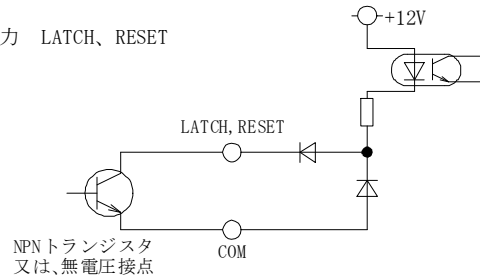 +12V
力 LATCH、RESET
LATCH,RESET
COM
NPNトランジスタ
又は、無電圧接点